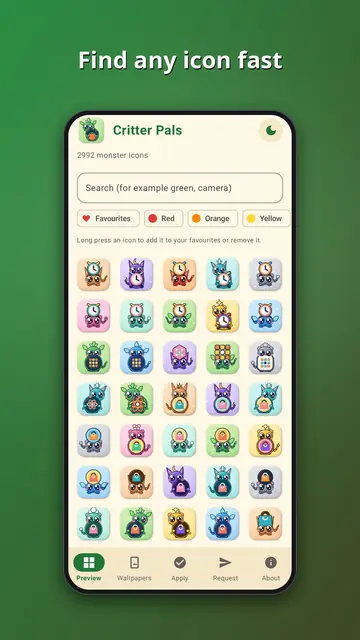 Find any icon fast
Critter Pals
2992 monster icons
Search (for example green, camera)
Favourites
Red
Orange
Yellow
Long press an icon to add it to your favourites or remove it.
Preview
Wallpapers
Apply
Request
About